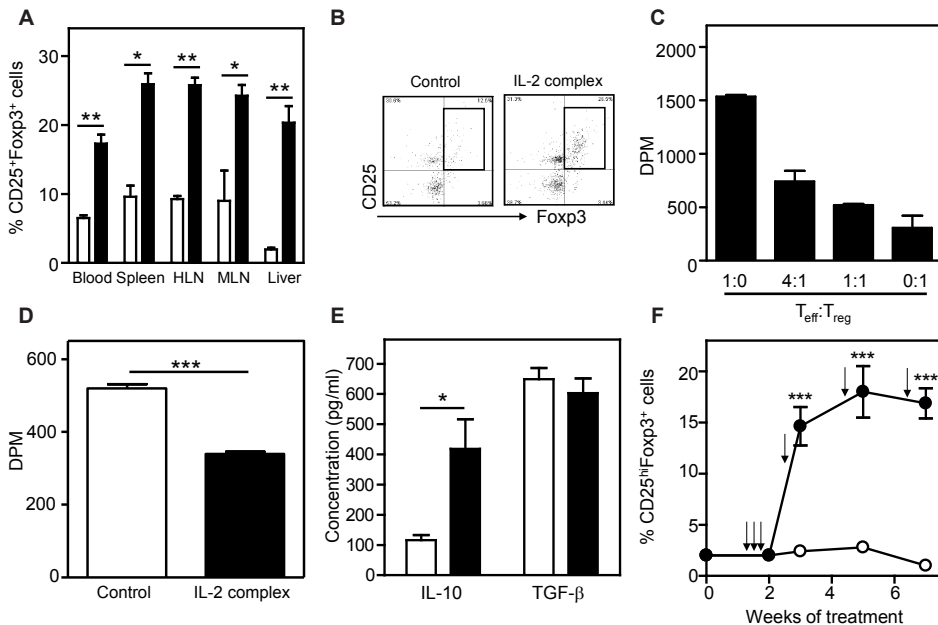 A
% CD25+Foxp3+ cells
30
20
10
0
** * ** * **
Blood Spleen HLN MLN Liver
B
Control IL-2 complex
CD25
Foxp3
C
DPM
2000
1500
1000
500
0
1:0 4:1 1:1 0:1
Teff:Treg
D
DPM
600
400
200
0
***
Control IL-2 complex
E
Concentration (pg/ml)
800
700
600
500
400
300
200
100
0
*
IL-10 TGF-β
F
% CD25hiFoxp3+ cells
20
15
10
5
0
*** *** ***
0 2 4 6
Weeks of treatment